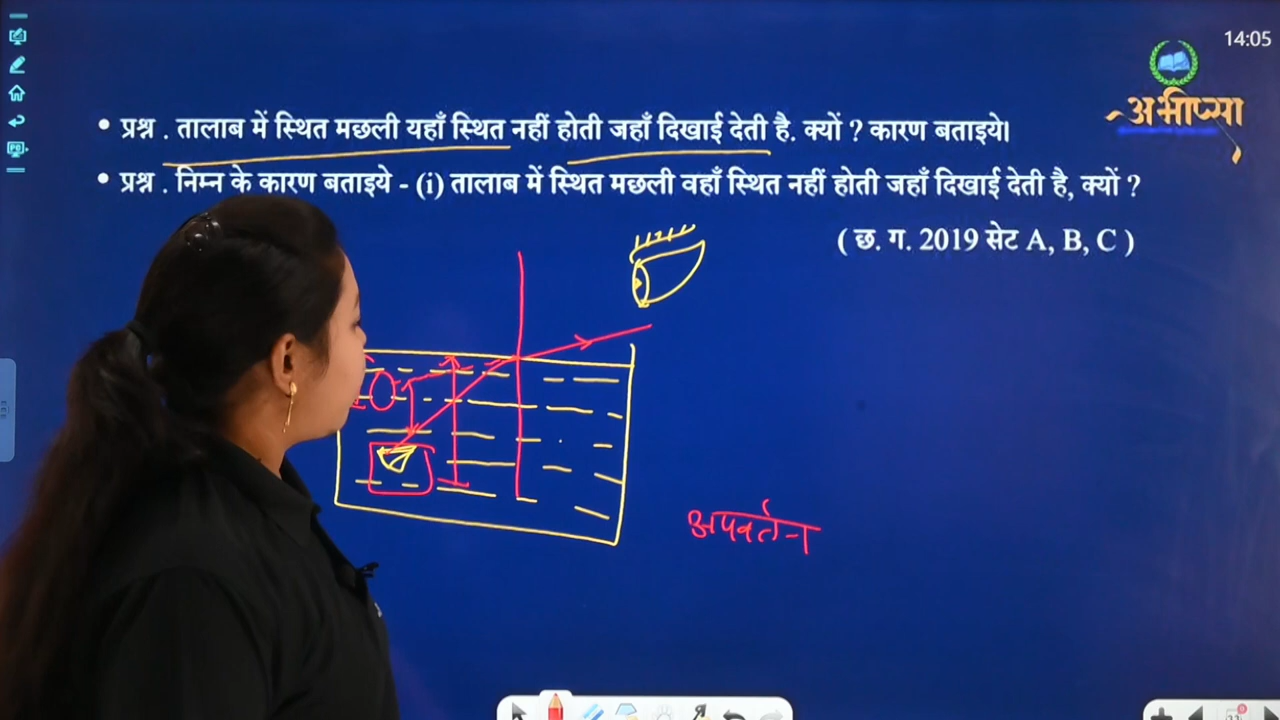 14:05
अभीप्सा
• प्रश्न . तालाब में स्थित मछली यहाँ स्थित नहीं होती जहाँ दिखाई देती है. क्यों ? कारण बताइये।
• प्रश्न . निम्न के कारण बताइये - (i) तालाब में स्थित मछली वहाँ स्थित नहीं होती जहाँ दिखाई देती है, क्यों ?
( छ. ग. 2019 सेट A, B, C )
अपवर्तन